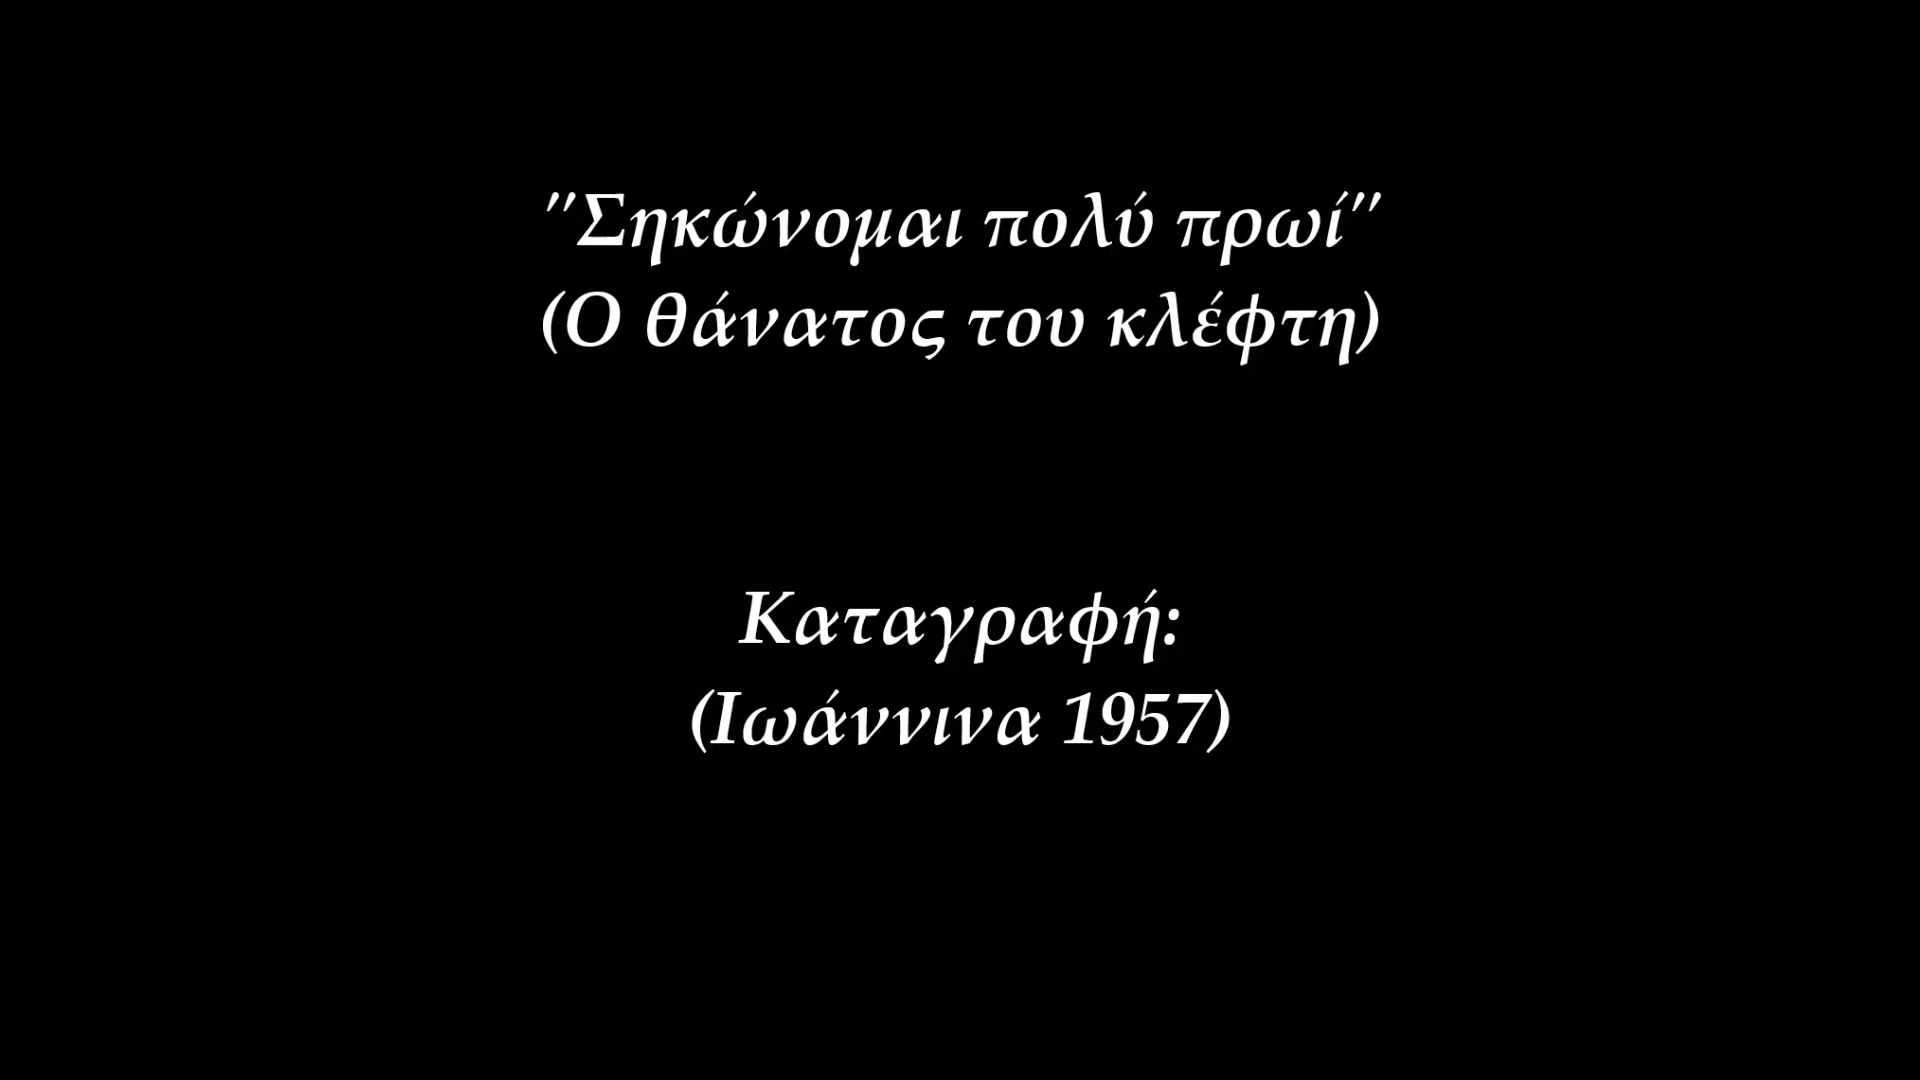 "Σηκώνομαι πολύ πρωί"
(Ο θάνατος του κλέφτη)
Καταγραφή:
(Ιωάννινα 1957)